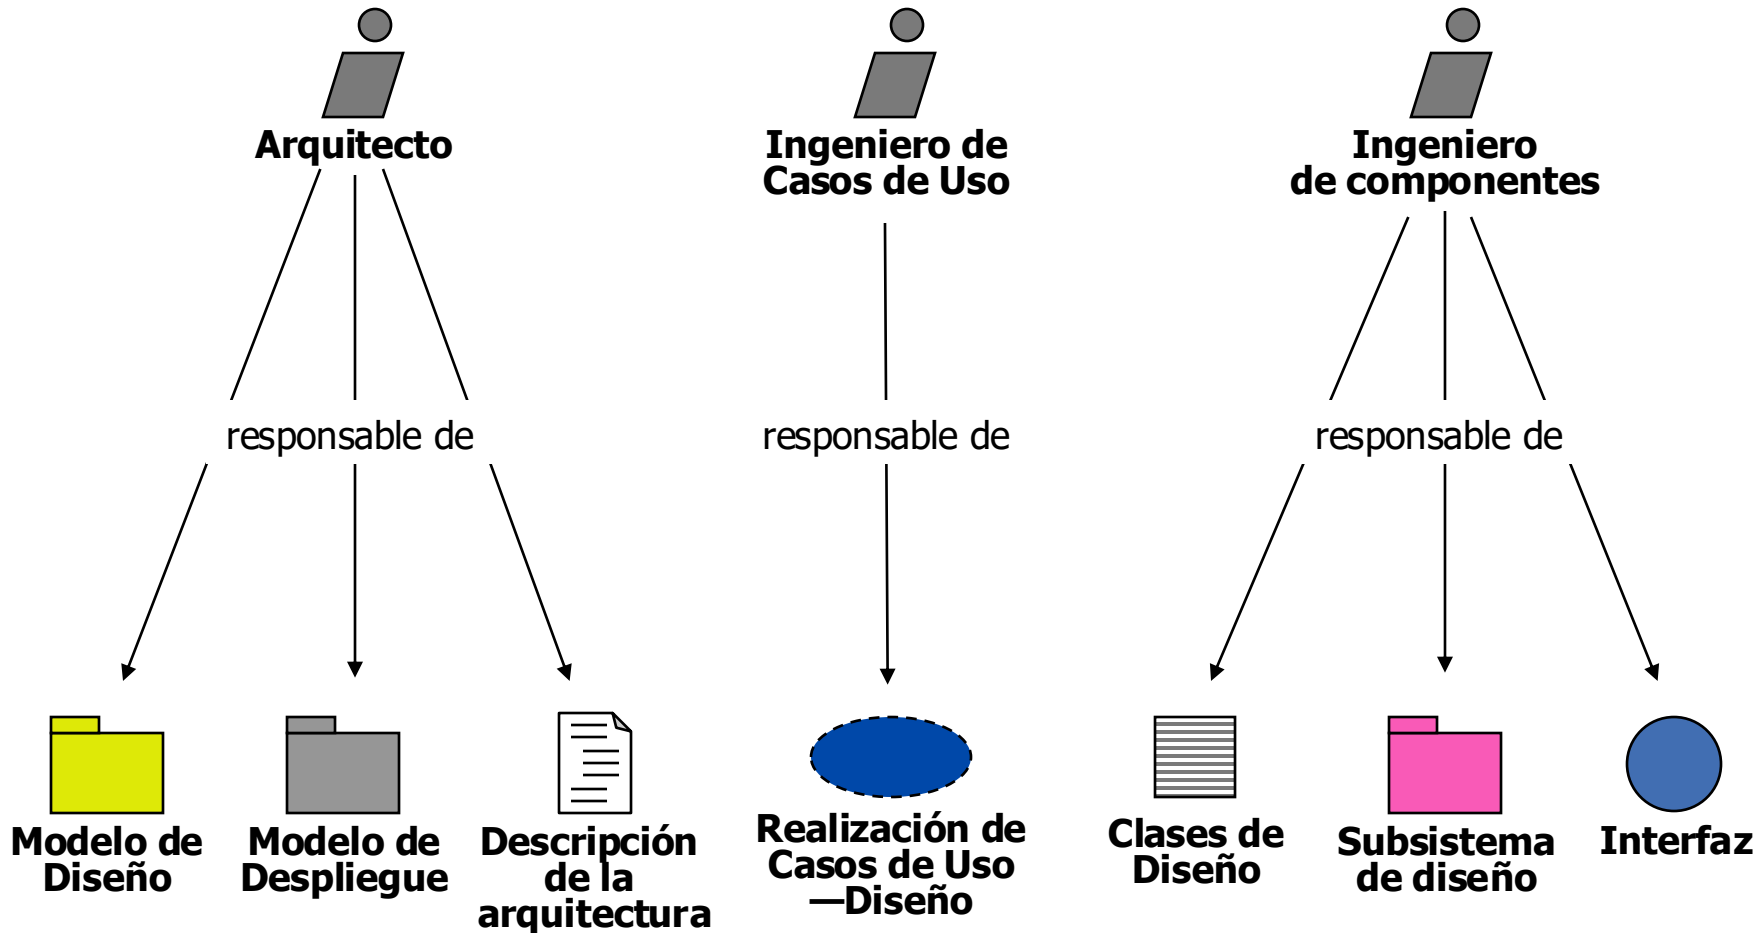 Arquitecto
Ingeniero de
Casos de Uso
Ingeniero
de componentes
responsable de
responsable de
responsable de
Modelo de
Diseño
Modelo de
Despliegue
Descripción
de la
arquitectura
Realización de
Casos de Uso
—Diseño
Clases de
Diseño
Subsistema
de diseño
Interfaz